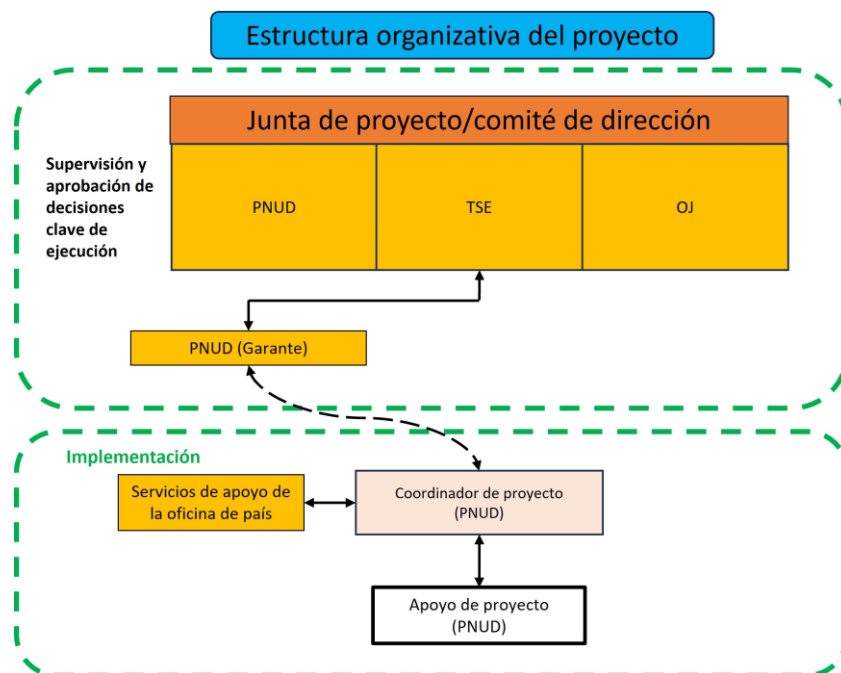 Estructura organizativa del proyecto
Junta de proyecto/comité de dirección
Supervisión y
aprobación de
decisiones
clave de
ejecución
PNUD
TSE
OJ
PNUD (Garante)
Implementación
Servicios de apoyo de
la oficina de país
Coordinador de proyecto
(PNUD)
Apoyo de proyecto
(PNUD)